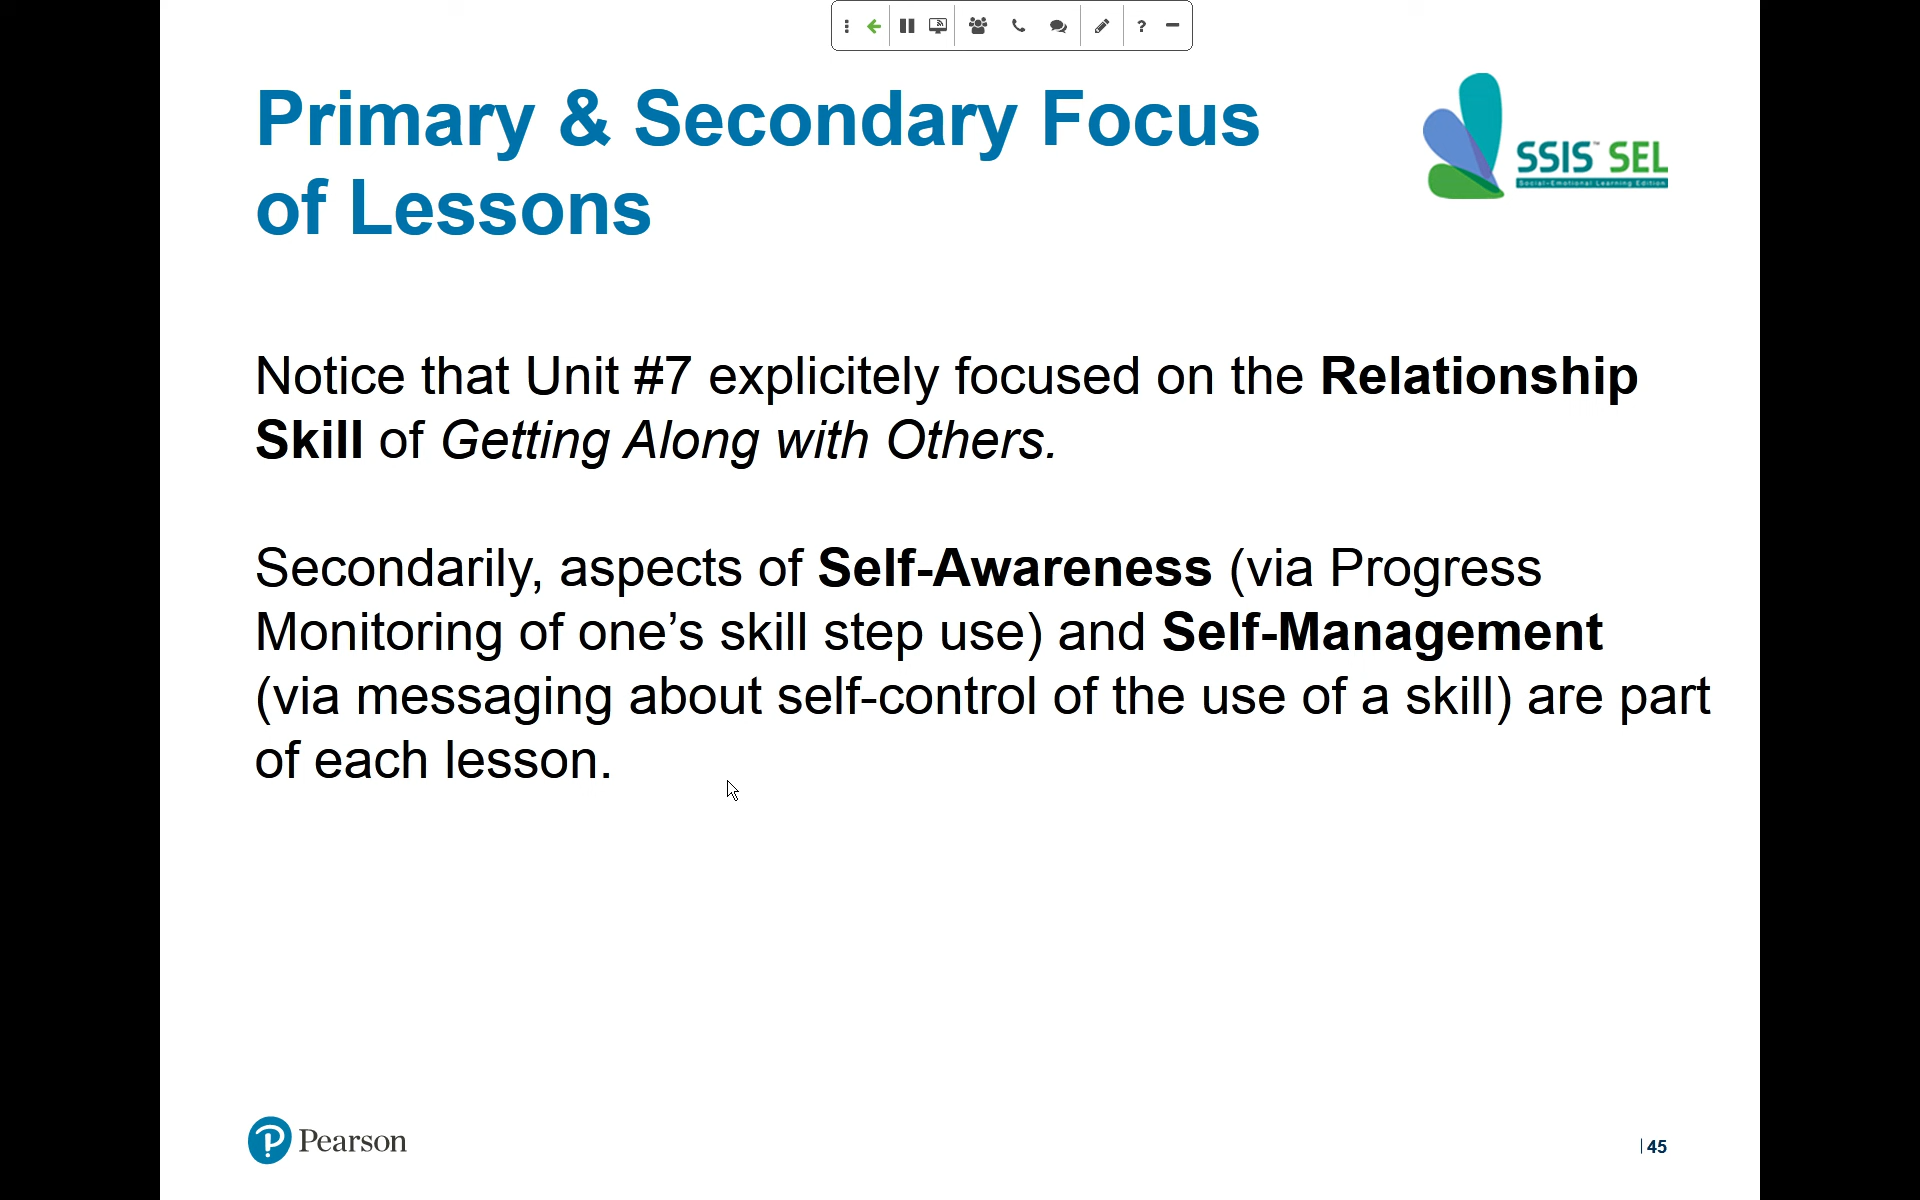 Primary & Secondary Focus
of Lessons
SSIS™ SEL
Social-Emotional Learning Edition
Notice that Unit #7 explicitely focused on the Relationship
Skill of Getting Along with Others.
Secondarily, aspects of Self-Awareness (via Progress
Monitoring of one’s skill step use) and Self-Management
(via messaging about self-control of the use of a skill) are part
of each lesson.
Pearson
| 45